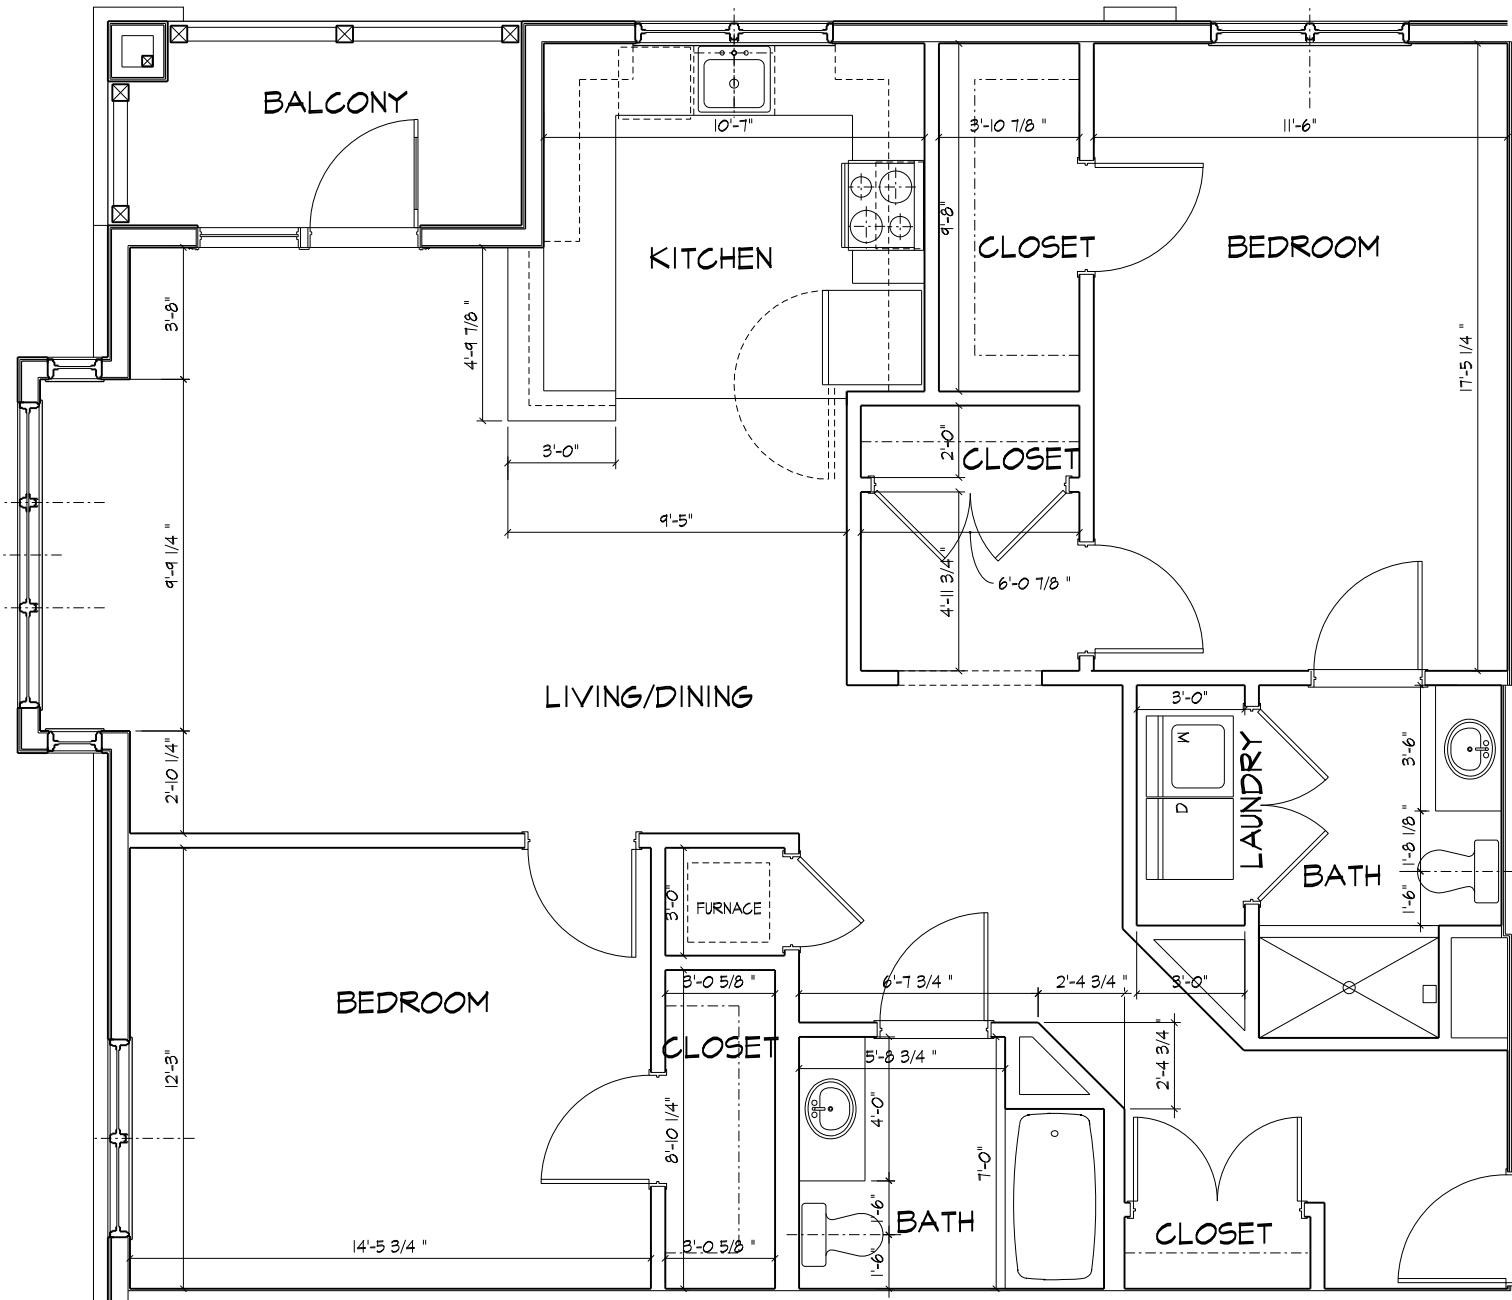 BALCONY
10'-7"
3'-10 7/8 "
11'-6"
9'-8"
KITCHEN
CLOSET
BEDROOM
3'-8"
4'-9 7/8 "
17'-5 1/4 "
3'-0"
2'-0"
CLOSET
9'-5"
9'-9 1/4 "
4'-11 3/4 "
6'-0 7/8 "
LIVING/DINING
3'-0"
M
LAUNDRY
3'-6"
2'-10 1/4"
D
1'-8 1/8 "
BATH
1'-6"
3'-0"
FURNACE
BEDROOM
3'-0 5/8 "
6'-7 3/4 "
2'-4 3/4 "
3'-0"
CLOSET
5'-8 3/4 "
2'-4 3/4 "
12'-3"
4'-0"
8'-10 1/4"
7'-0"
1'-6"
BATH
CLOSET
14'-5 3/4 "
3'-0 5/8 "
1'-6"